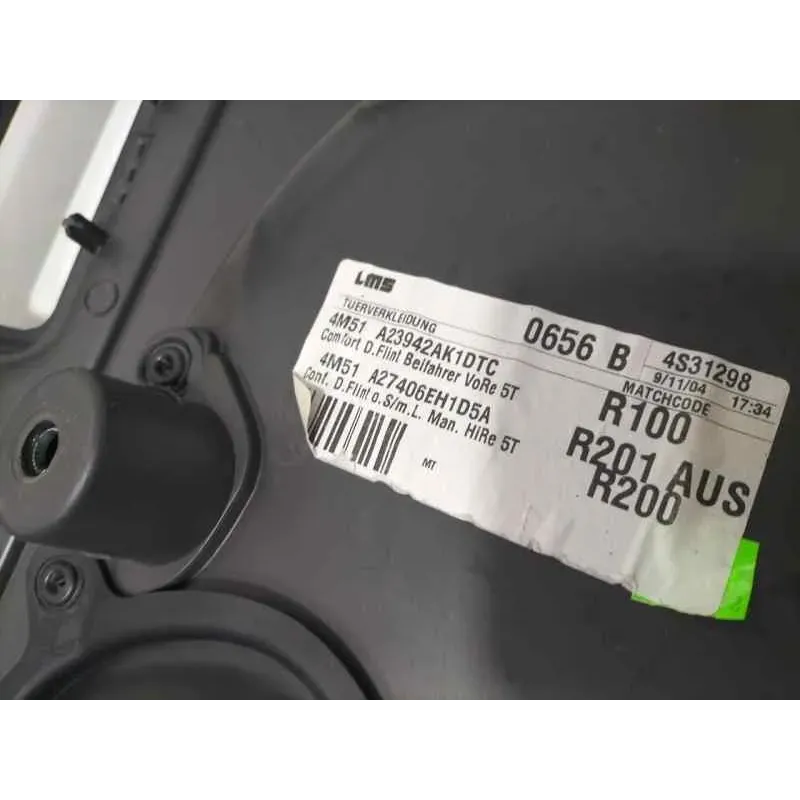 LMS
TUERVERKLEIDUNG
0656 B
4S31298
4M51 A23942AK1DTC
9/11/04 17:34
Comfort D.Flint Beifahrer VoRe 5T
MATCHCODE
4M51 A27406EH1D5A
R100
Conf. D.Flint o.S/m.L. Man. HiRe 5T
R201 AUS
MT
R200